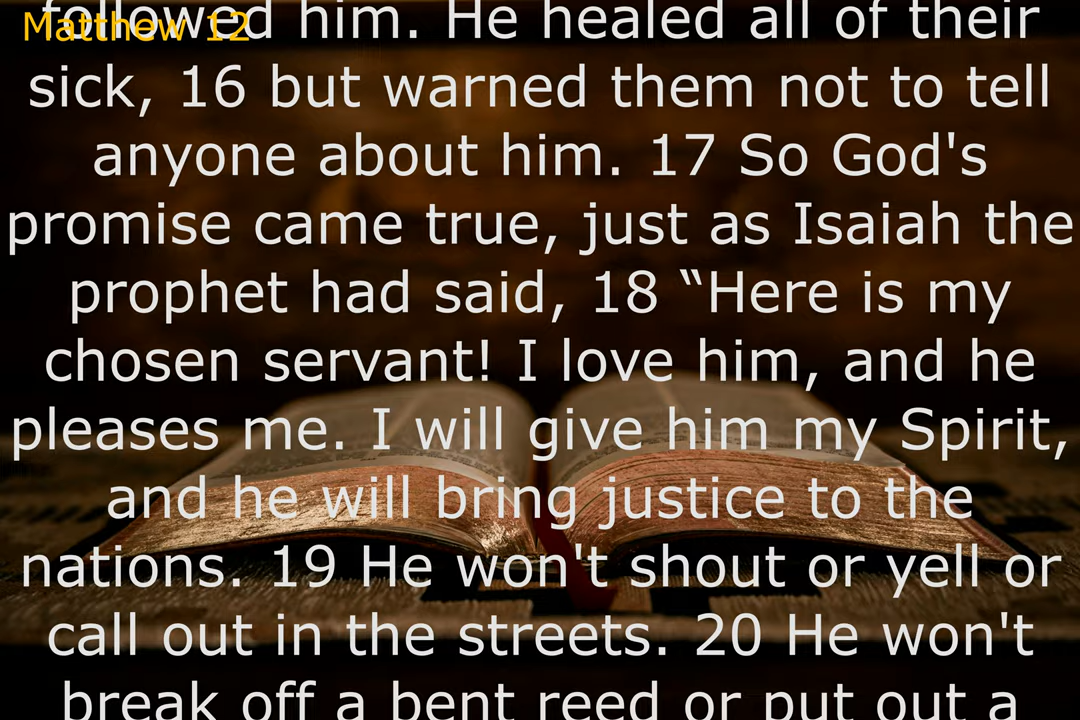 Matthew 12
followed him. He healed all of their
sick, 16 but warned them not to tell
anyone about him. 17 So God's
promise came true, just as Isaiah the
prophet had said, 18 “Here is my
chosen servant! I love him, and he
pleases me. I will give him my Spirit,
and he will bring justice to the
nations. 19 He won't shout or yell or
call out in the streets. 20 He won't
break off a bent reed or put out a